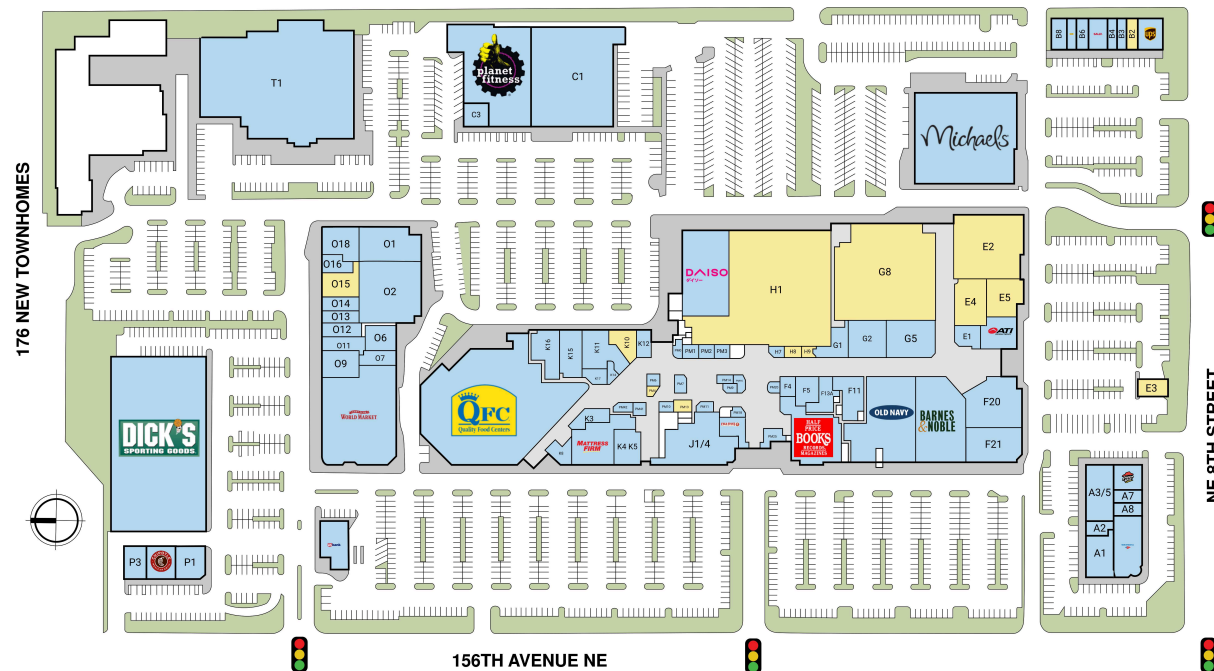 176 NEW TOWNHOMES
T1
planet
fitness
C1
C3
Michaels
B8
B6
B4
B3
B2
ups
O18
O1
O16
O15
O2
O14
O13
O12
O6
O11
O7
O9
WORLD MARKET
DAISO
ダイソー
H1
G8
E2
E4
E5
E1
ATI
G1
G2
G5
H7
H8
H9
PM1
PM2
PM3
K16
K15
K11
K10
K12
QFC
Quality Food Centers
K3
MATTRESS
FIRM
K4
K5
J1/4
F4
F5
F13A
F11
HALF
PRICE
BOOKS
RECORDS
MAGAZINES
OLD NAVY
BARNES
&NOBLE
F20
F21
E3
DICK'S
SPORTING GOODS
P3
P1
A3/5
A7
A8
A2
A1
NE 8TH STREET
156TH AVENUE NE